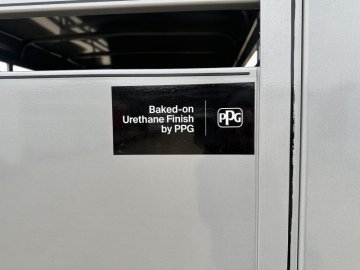 Baked-on
Urethane Finish
by PPG
PPG